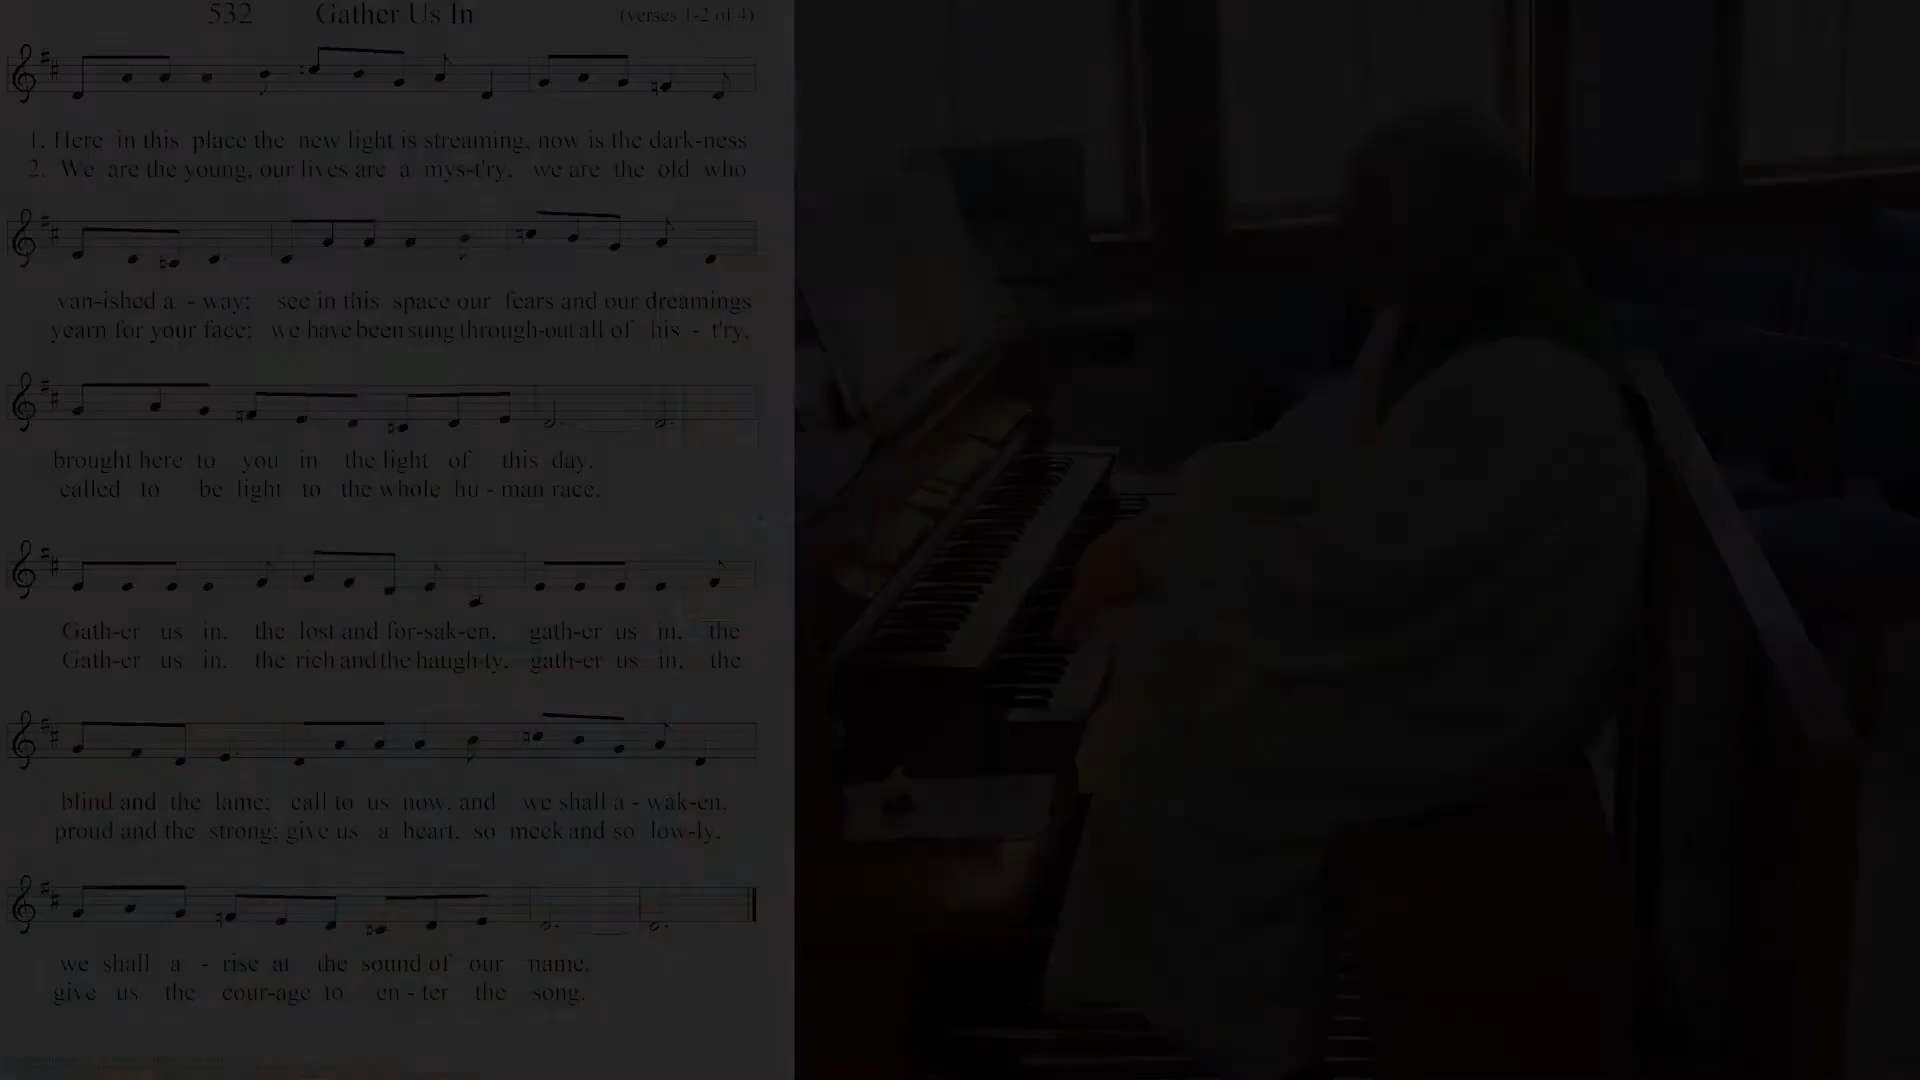 532 Gather Us In (verses 1-2 of 4)
1. Here in this place the new light is streaming, now is the dark-ness
2. We are the young, our lives are a mys-t'ry, we are the old who
van-ished a - way; see in this space our fears and our dreamings
yearn for your face; we have been sung through-out all of his - t'ry,
brought here to you in the light of this day.
called to be light to the whole hu - man race.
Gath-er us in, the lost and for-sak-en, gath-er us in, the
Gath-er us in, the rich and the haugh-ty, gath-er us in, the
blind and the lame; call to us now, and we shall a - wak-en,
proud and the strong; give us a heart, so meek and so low-ly,
we shall a - rise at the sound of our name.
give us the cour-age to en - ter the song.